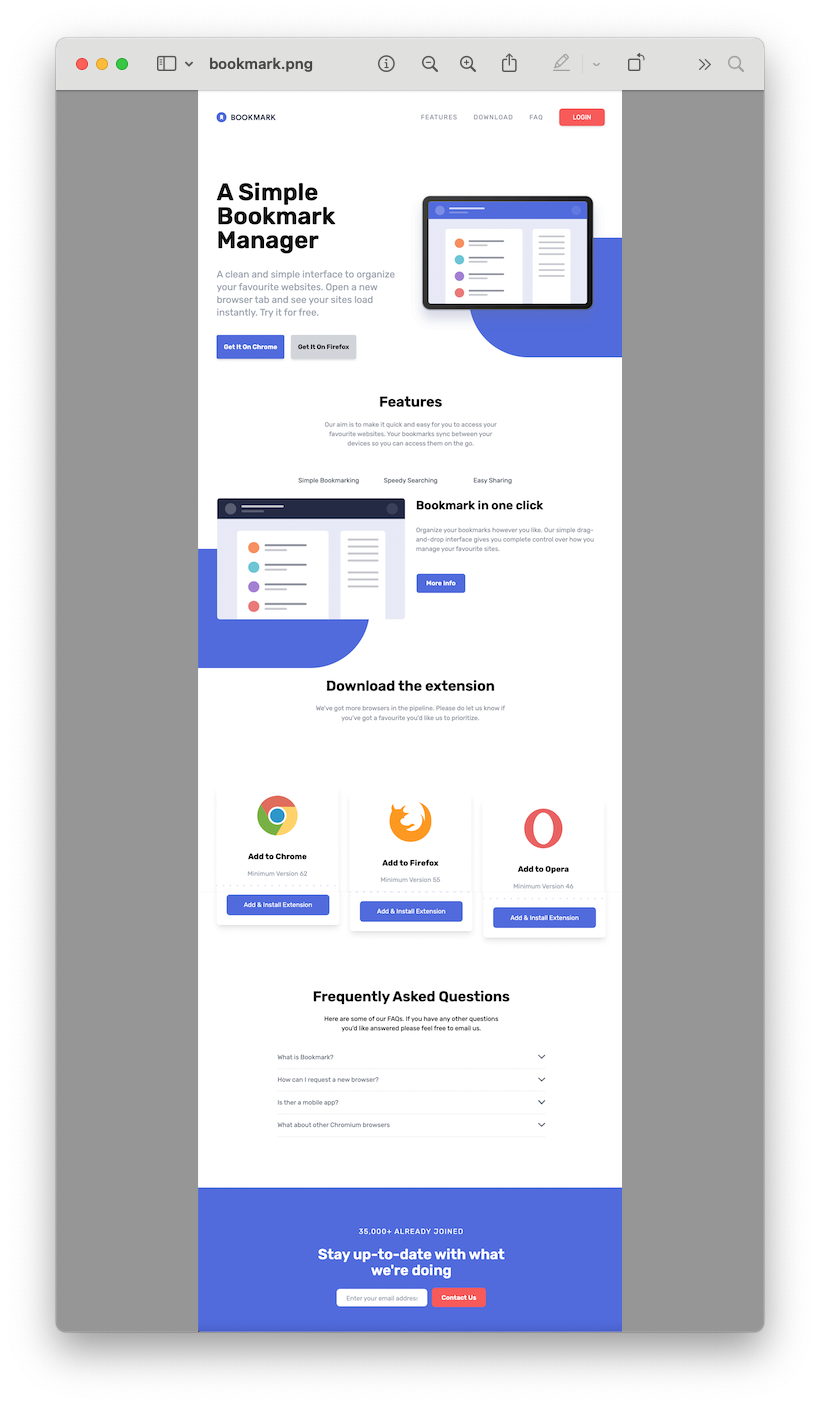 bookmark.png
BOOKMARK
FEATURES DOWNLOAD FAQ LOGIN
A Simple
Bookmark
Manager
A clean and simple interface to organize
your favourite websites. Open a new
browser tab and see your sites load
instantly. Try it for free.
Get It On Chrome Get It On Firefox
Features
Our aim is to make it quick and easy for you to access your
favourite websites. Your bookmarks sync between your
devices so you can access them on the go.
Simple Bookmarking Speedy Searching Easy Sharing
Bookmark in one click
Organize your bookmarks however you like. Our simple drag-
and-drop interface gives you complete control over how you
manage your favourite sites.
More Info
Download the extension
We've got more browsers in the pipeline. Please do let us know if
you've got a favourite you'd like us to prioritize.
Add to Chrome
Minimum Version 62
Add & Install Extension
Add to Firefox
Minimum Version 55
Add & Install Extension
Add to Opera
Minimum Version 46
Add & Install Extension
Frequently Asked Questions
Here are some of our FAQs. If you have any other questions
you'd like answered please feel free to email us.
What is Bookmark?
How can I request a new browser?
Is ther a mobile app?
What about other Chromium browsers
35,000+ ALREADY JOINED
Stay up-to-date with what
we're doing
Enter your email address Contact Us